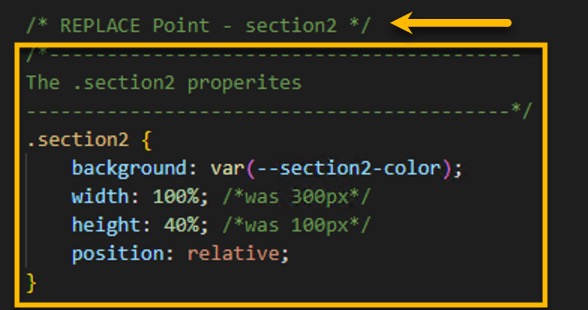 /* REPLACE Point - section2 */
/*-----------------------------------------
The .section2 properites
------------------------------------------*/
.section2 {
    background: var(--section2-color);
    width: 100%; /*was 300px*/
    height: 40%; /*was 100px*/
    position: relative;
}